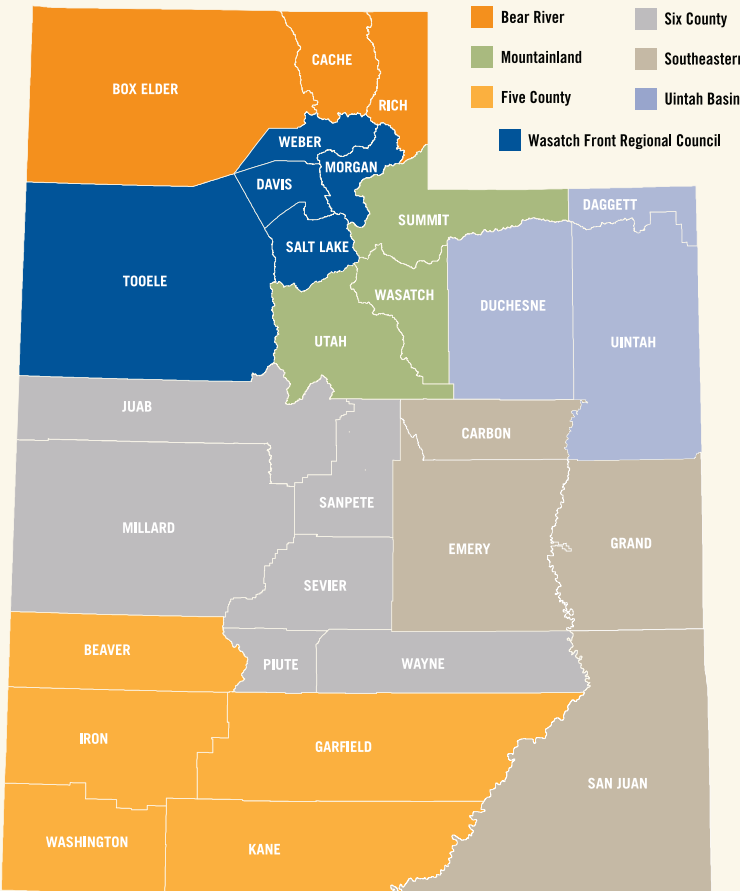 Bear River
Six County
Mountainland
Southeastern
Five County
Uintah Basin
Wasatch Front Regional Council
CACHE
BOX ELDER
RICH
WEBER
MORGAN
DAVIS
DAGGETT
SUMMIT
SALT LAKE
TOOELE
WASATCH
DUCHESNE
UTAH
UINTAH
JUAB
CARBON
SANPETE
MILLARD
EMERY
GRAND
SEVIER
BEAVER
PIUTE
WAYNE
IRON
GARFIELD
SAN JUAN
WASHINGTON
KANE